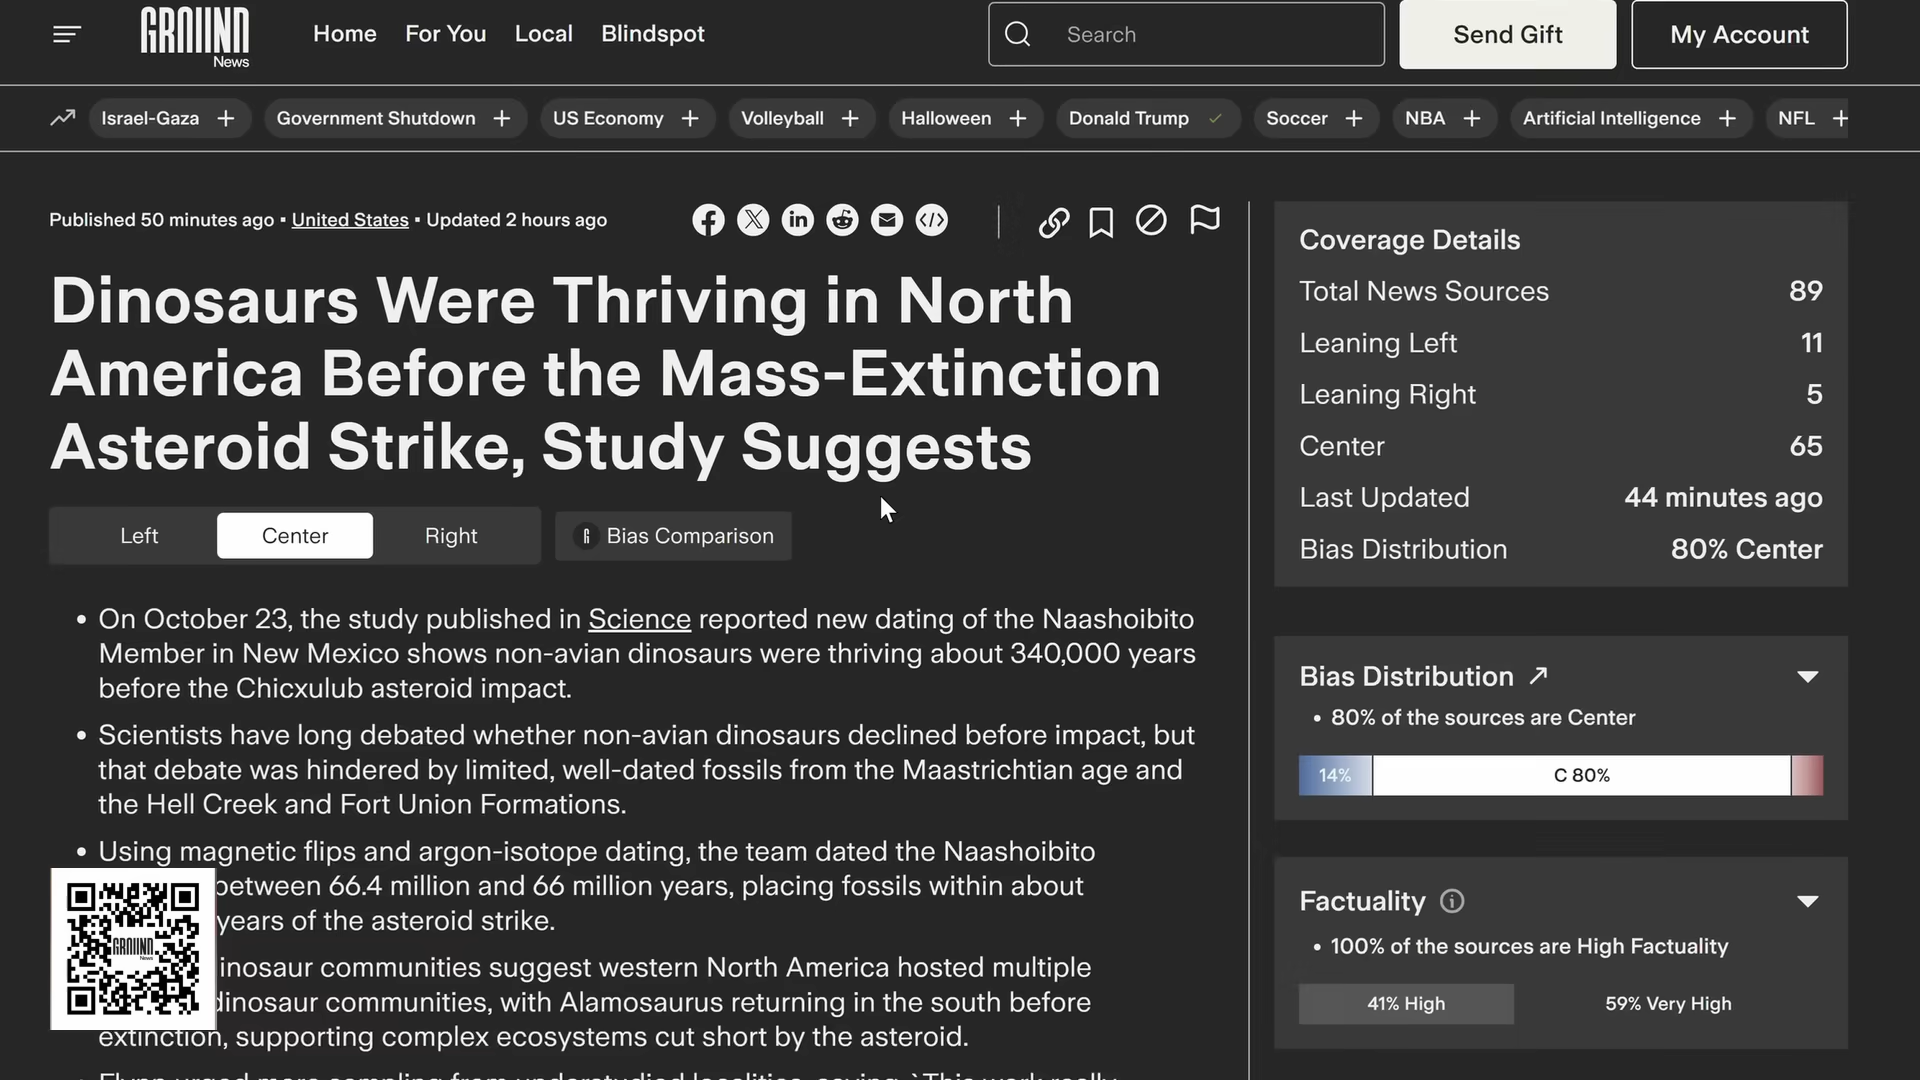 GROUND
News
Home
For You
Local
Blindspot
Search
Send Gift
My Account
Israel-Gaza +
Government Shutdown +
US Economy +
Volleyball +
Halloween +
Donald Trump
Soccer +
NBA +
Artificial Intelligence +
NFL +
Published 50 minutes ago • United States • Updated 2 hours ago
Dinosaurs Were Thriving in North
America Before the Mass-Extinction
Asteroid Strike, Study Suggests
Left
Center
Right
Bias Comparison
• On October 23, the study published in Science reported new dating of the Naashoibito
Member in New Mexico shows non-avian dinosaurs were thriving about 340,000 years
before the Chicxulub asteroid impact.
• Scientists have long debated whether non-avian dinosaurs declined before impact, but
that debate was hindered by limited, well-dated fossils from the Maastrichtian age and
the Hell Creek and Fort Union Formations.
• Using magnetic flips and argon-isotope dating, the team dated the Naashoibito
between 66.4 million and 66 million years, placing fossils within about
years of the asteroid strike.
inosaur communities suggest western North America hosted multiple
dinosaur communities, with Alamosaurus returning in the south before
extinction, supporting complex ecosystems cut short by the asteroid.
GROUND
News
Coverage Details
Total News Sources 89
Leaning Left 11
Leaning Right 5
Center 65
Last Updated 44 minutes ago
Bias Distribution 80% Center
Bias Distribution
• 80% of the sources are Center
14%
C 80%
Factuality
• 100% of the sources are High Factuality
41% High
59% Very High